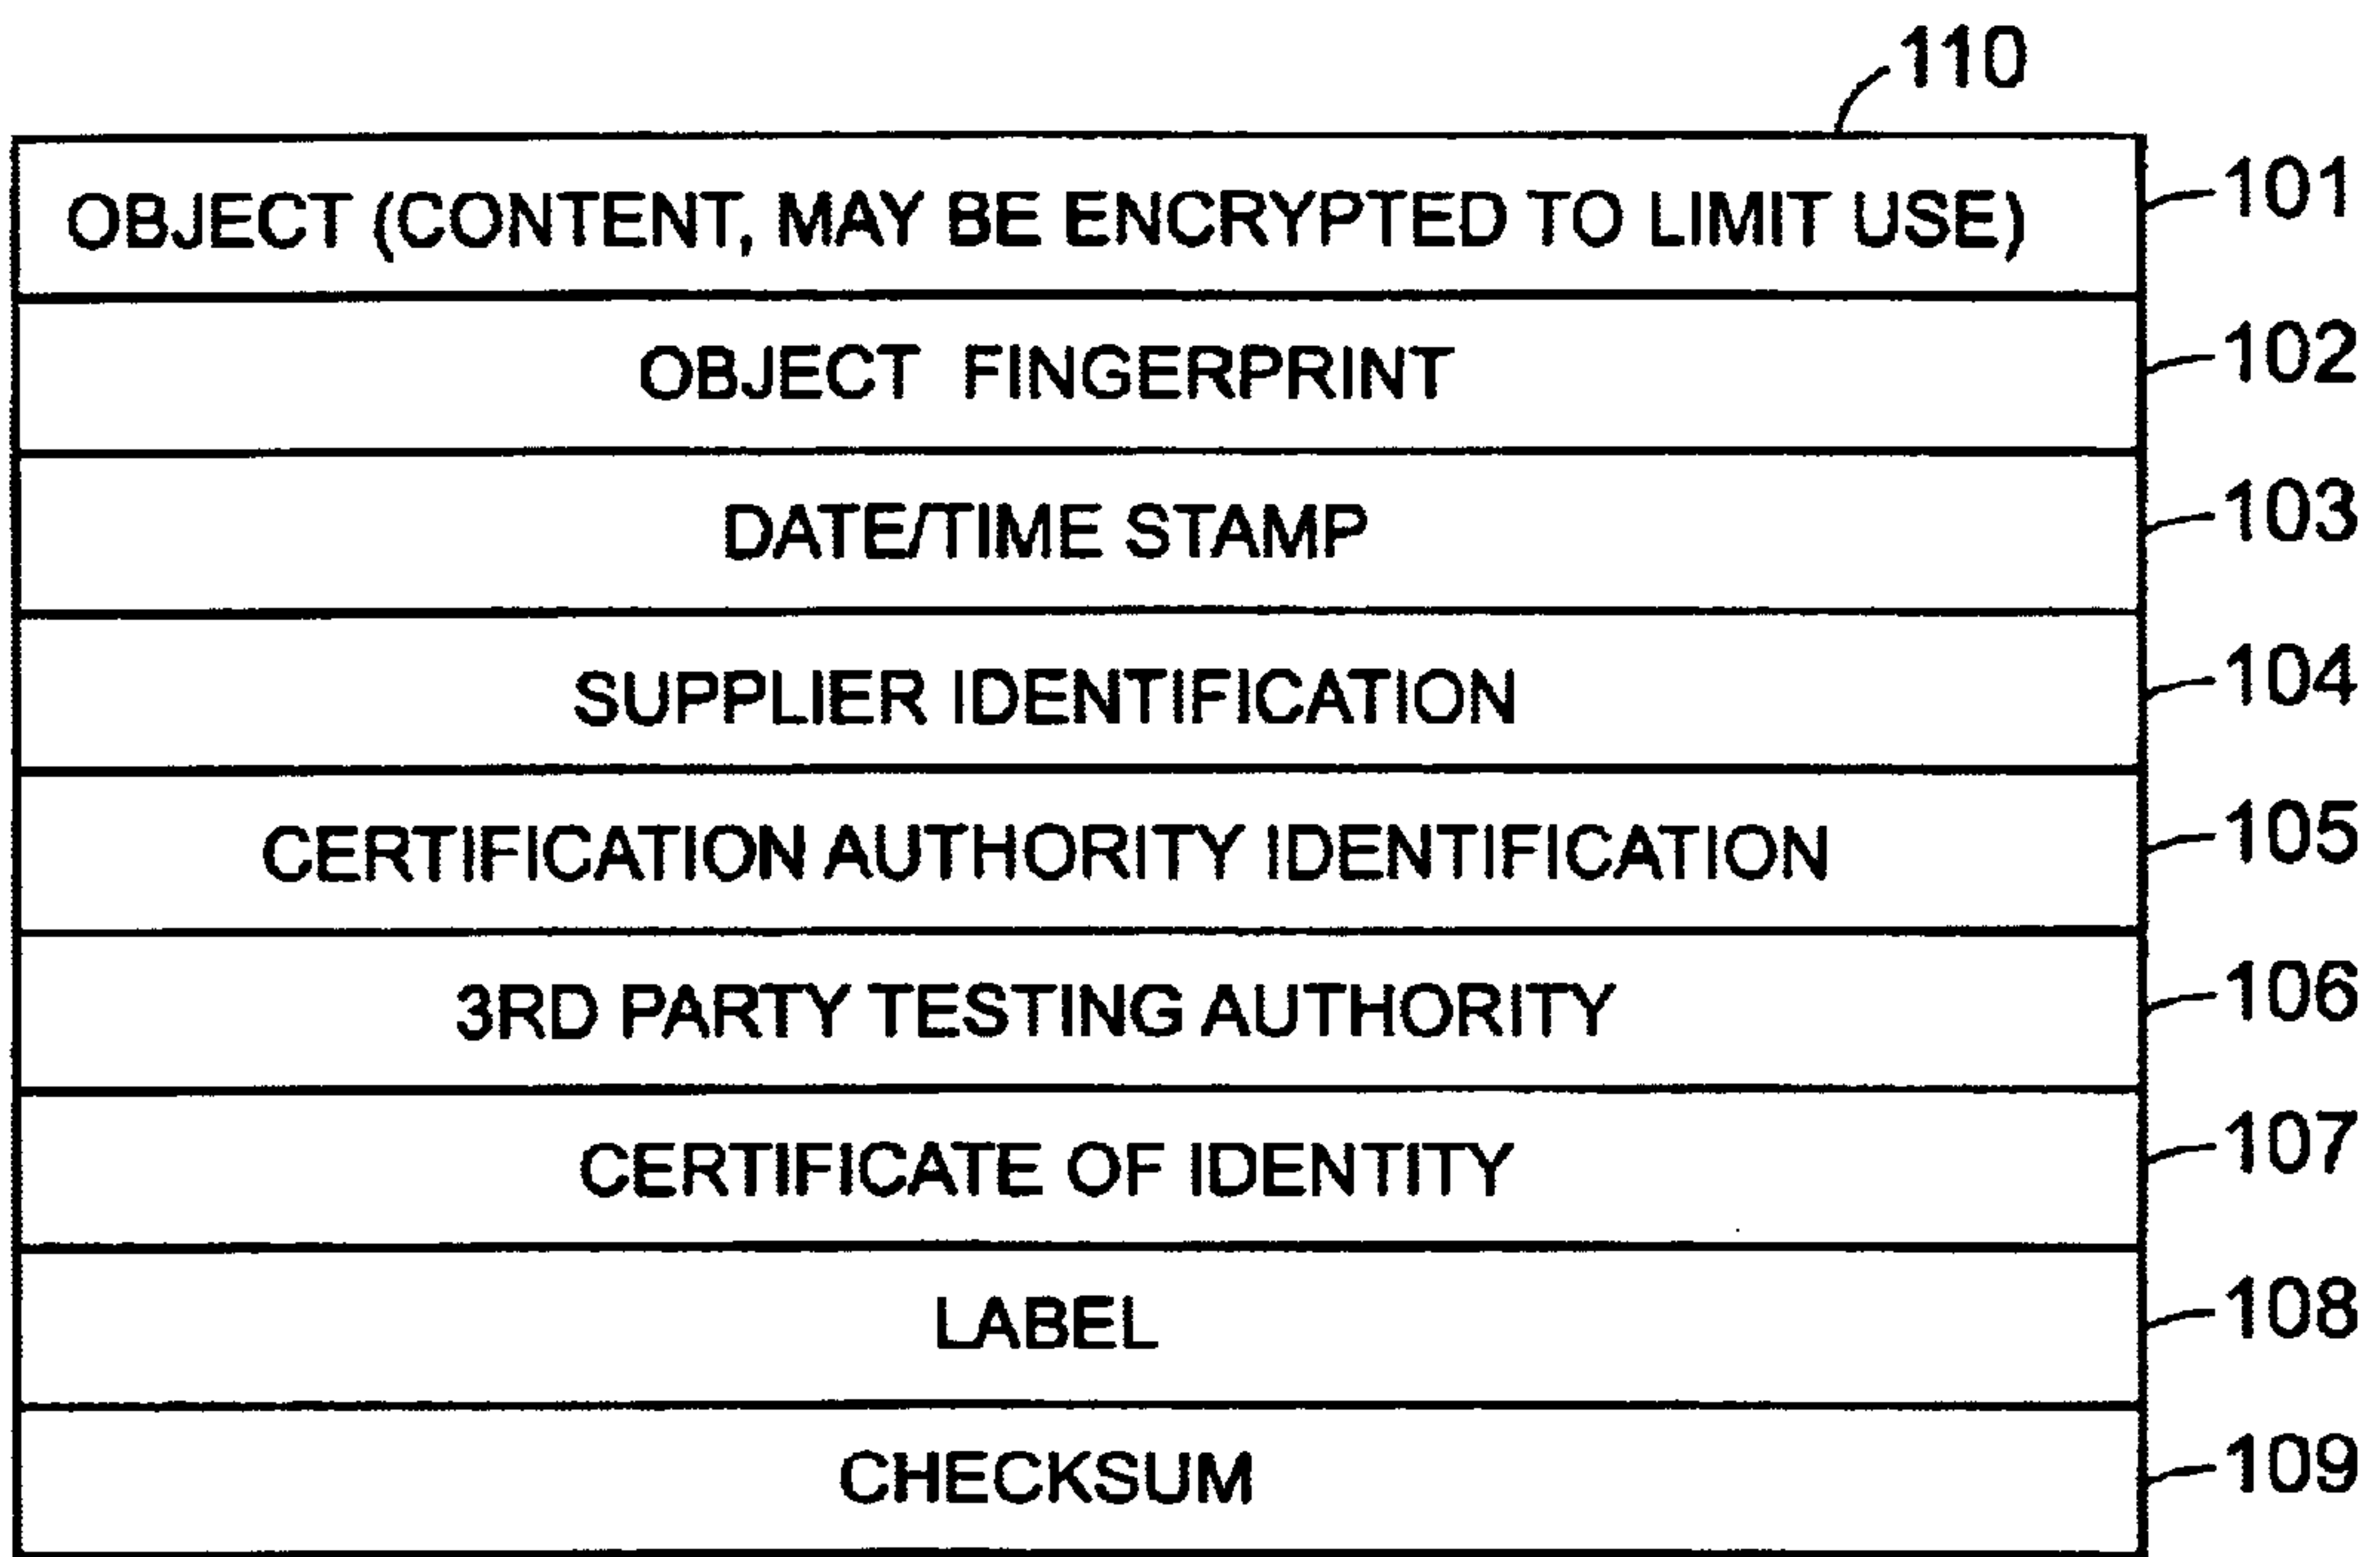 110
OBJECT (CONTENT, MAY BE ENCRYPTED TO LIMIT USE) 101
OBJECT FINGERPRINT 102
DATE/TIME STAMP 103
SUPPLIER IDENTIFICATION 104
CERTIFICATION AUTHORITY IDENTIFICATION 105
3RD PARTY TESTING AUTHORITY 106
CERTIFICATE OF IDENTITY 107
LABEL 108
CHECKSUM 109